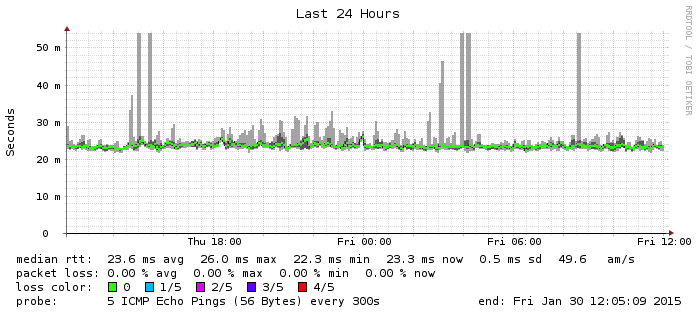 Last 24 Hours
RRDTOOL / TOBI OETIKER
Seconds
50 m
40 m
30 m
20 m
10 m
0
Thu 18:00 Fri 00:00 Fri 06:00 Fri 12:00
median rtt: 23.6 ms avg 26.0 ms max 22.3 ms min 23.3 ms now 0.5 ms sd 49.6 am/s
packet loss: 0.00 % avg 0.00 % max 0.00 % min 0.00 % now
loss color: 0 1/5 2/5 3/5 4/5
probe: 5 ICMP Echo Pings (56 Bytes) every 300s end: Fri Jan 30 12:05:09 2015